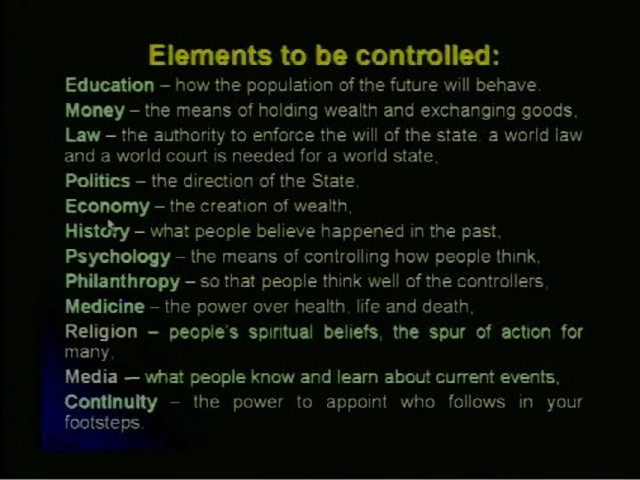 Elements to be controlled:
Education – how the population of the future will behave.
Money – the means of holding wealth and exchanging goods,
Law – the authority to enforce the will of the state. a world law
and a world court is needed for a world state,
Politics – the direction of the State.
Economy – the creation of wealth,
History – what people believe happened in the past,
Psychology – the means of controlling how people think,
Philanthropy – so that people think well of the controllers,
Medicine – the power over health, life and death,
Religion – people's spiritual beliefs, the spur of action for
many,
Media — what people know and learn about current events,
Continuity – the power to appoint who follows in your
footsteps.